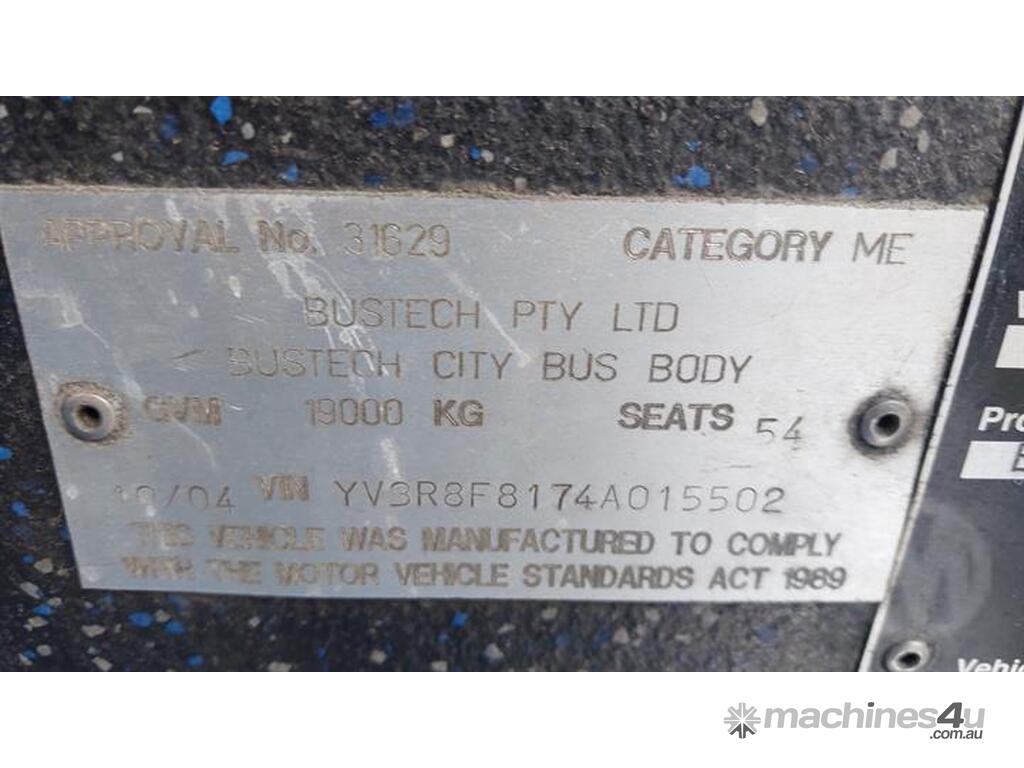 APPROVAL No. 31629 CATEGORY ME
BUSTECH PTY LTD
BUSTECH CITY BUS BODY
GVM 19000 KG SEATS 54
10/04 VIN YV3R8F8174A015502
THIS VEHICLE WAS MANUFACTURED TO COMPLY
WITH THE MOTOR VEHICLE STANDARDS ACT 1989
machines4u
.com.au